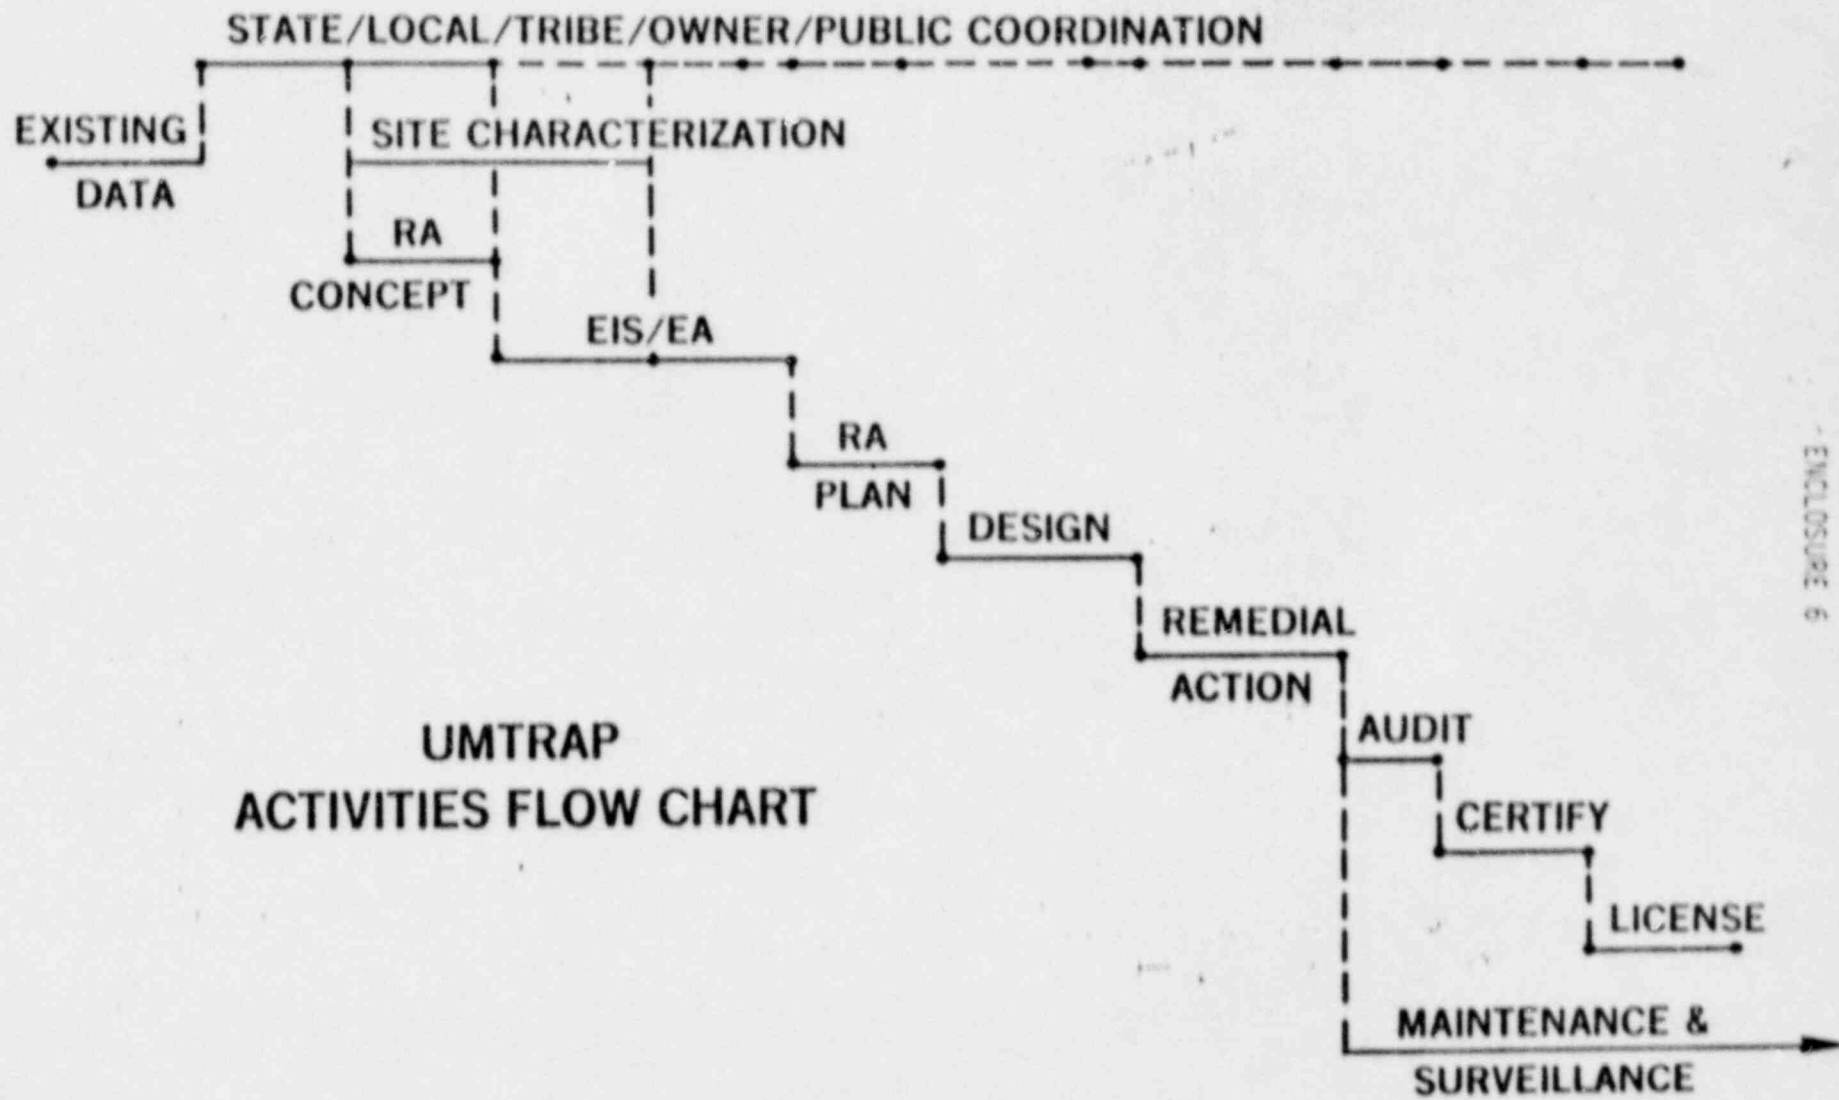 STATE/LOCAL/TRIBE/OWNER/PUBLIC COORDINATION
EXISTING
DATA
SITE CHARACTERIZATION
RA
CONCEPT
EIS/EA
RA
PLAN
DESIGN
REMEDIAL
ACTION
AUDIT
CERTIFY
LICENSE
MAINTENANCE &
SURVEILLANCE
UMTRAP
ACTIVITIES FLOW CHART
ENCLOSURE 6